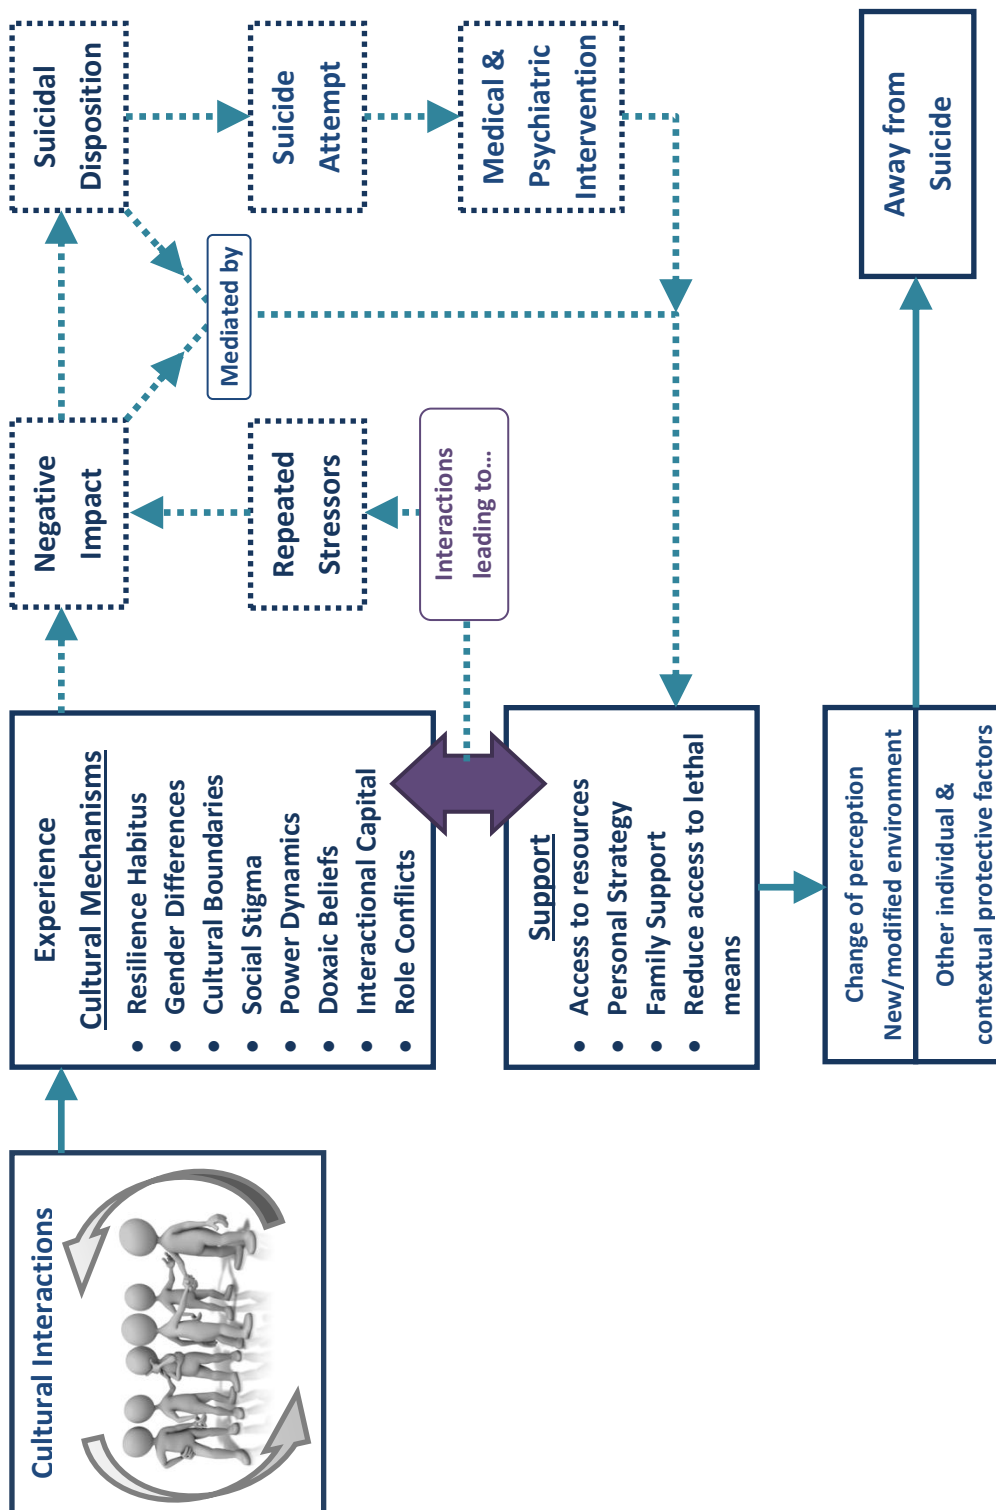 Cultural Interactions
Experience
Cultural Mechanisms
• Resilience Habitus
• Gender Differences
• Cultural Boundaries
• Social Stigma
• Power Dynamics
• Doxaic Beliefs
• Interactional Capital
• Role Conflicts
Negative
Impact
Suicidal
Disposition
Mediated by
Repeated
Stressors
Suicide
Attempt
Interactions
leading to...
Medical &
Psychiatric
Intervention
Support
• Access to resources
• Personal Strategy
• Family Support
• Reduce access to lethal
means
Change of perception
New/modified environment
Other individual &
contextual protective factors
Away from
Suicide